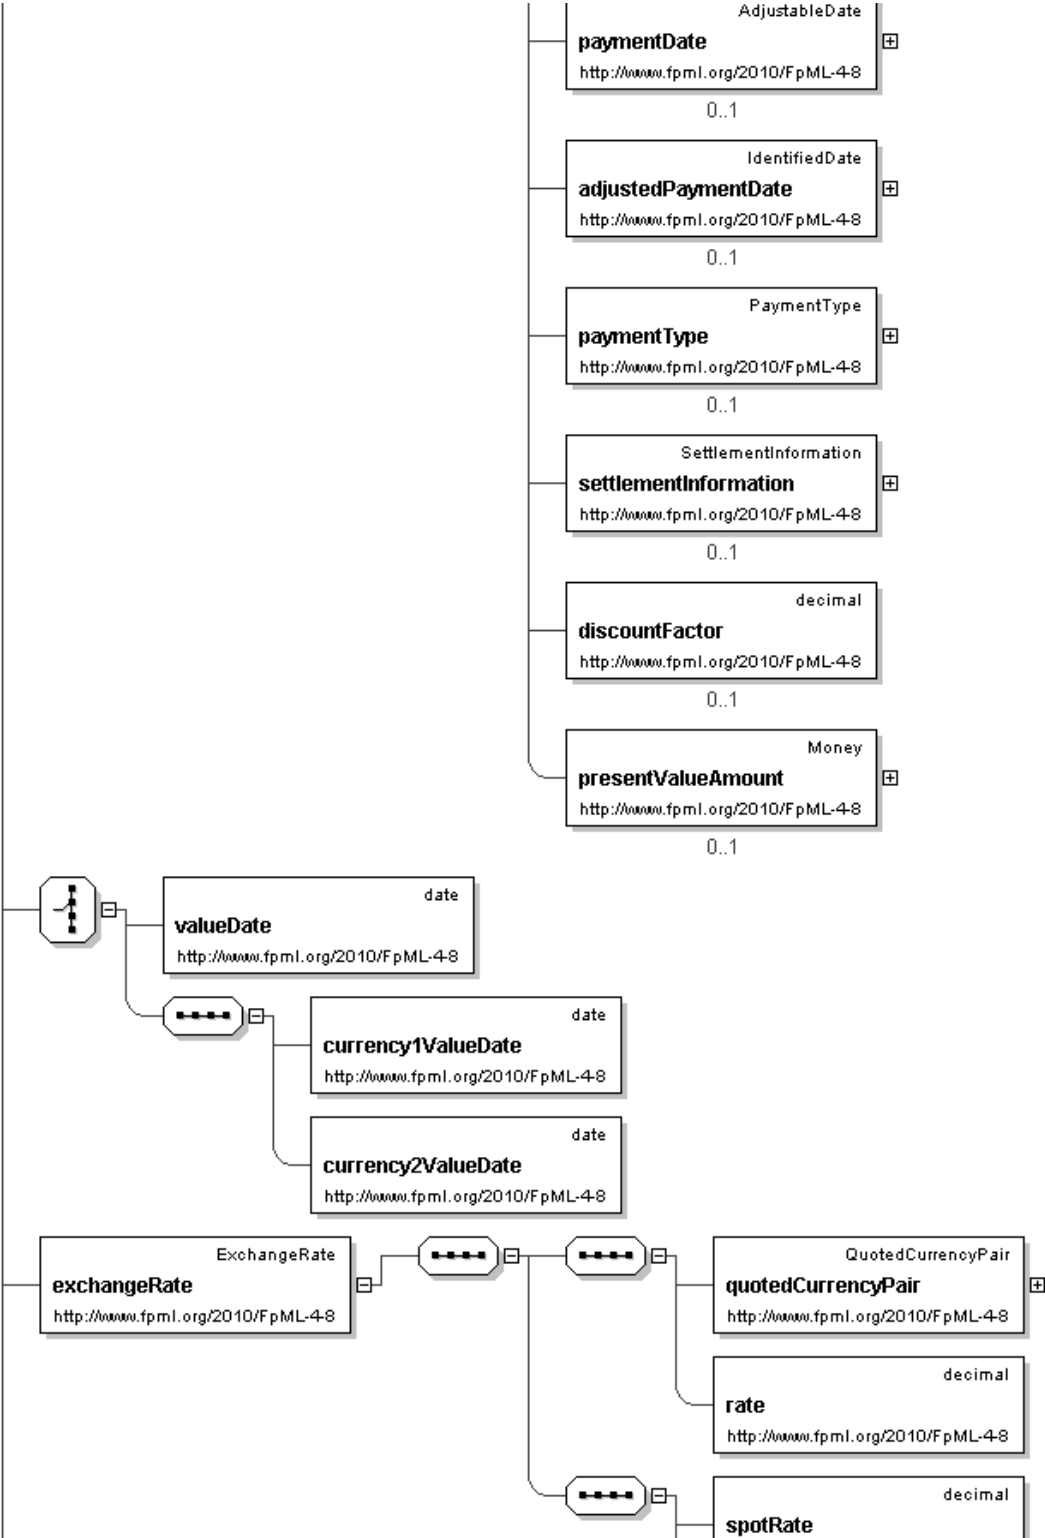 AdjustableDate
paymentDate
http://www.fpml.org/2010/FpML-4-8
0..1
IdentifiedDate
adjustedPaymentDate
http://www.fpml.org/2010/FpML-4-8
0..1
PaymentType
paymentType
http://www.fpml.org/2010/FpML-4-8
0..1
SettlementInformation
settlementInformation
http://www.fpml.org/2010/FpML-4-8
0..1
decimal
discountFactor
http://www.fpml.org/2010/FpML-4-8
0..1
Money
presentValueAmount
http://www.fpml.org/2010/FpML-4-8
0..1
date
valueDate
http://www.fpml.org/2010/FpML-4-8
date
currency1ValueDate
http://www.fpml.org/2010/FpML-4-8
date
currency2ValueDate
http://www.fpml.org/2010/FpML-4-8
ExchangeRate
exchangeRate
http://www.fpml.org/2010/FpML-4-8
QuotedCurrencyPair
quotedCurrencyPair
http://www.fpml.org/2010/FpML-4-8
decimal
rate
http://www.fpml.org/2010/FpML-4-8
decimal
spotRate